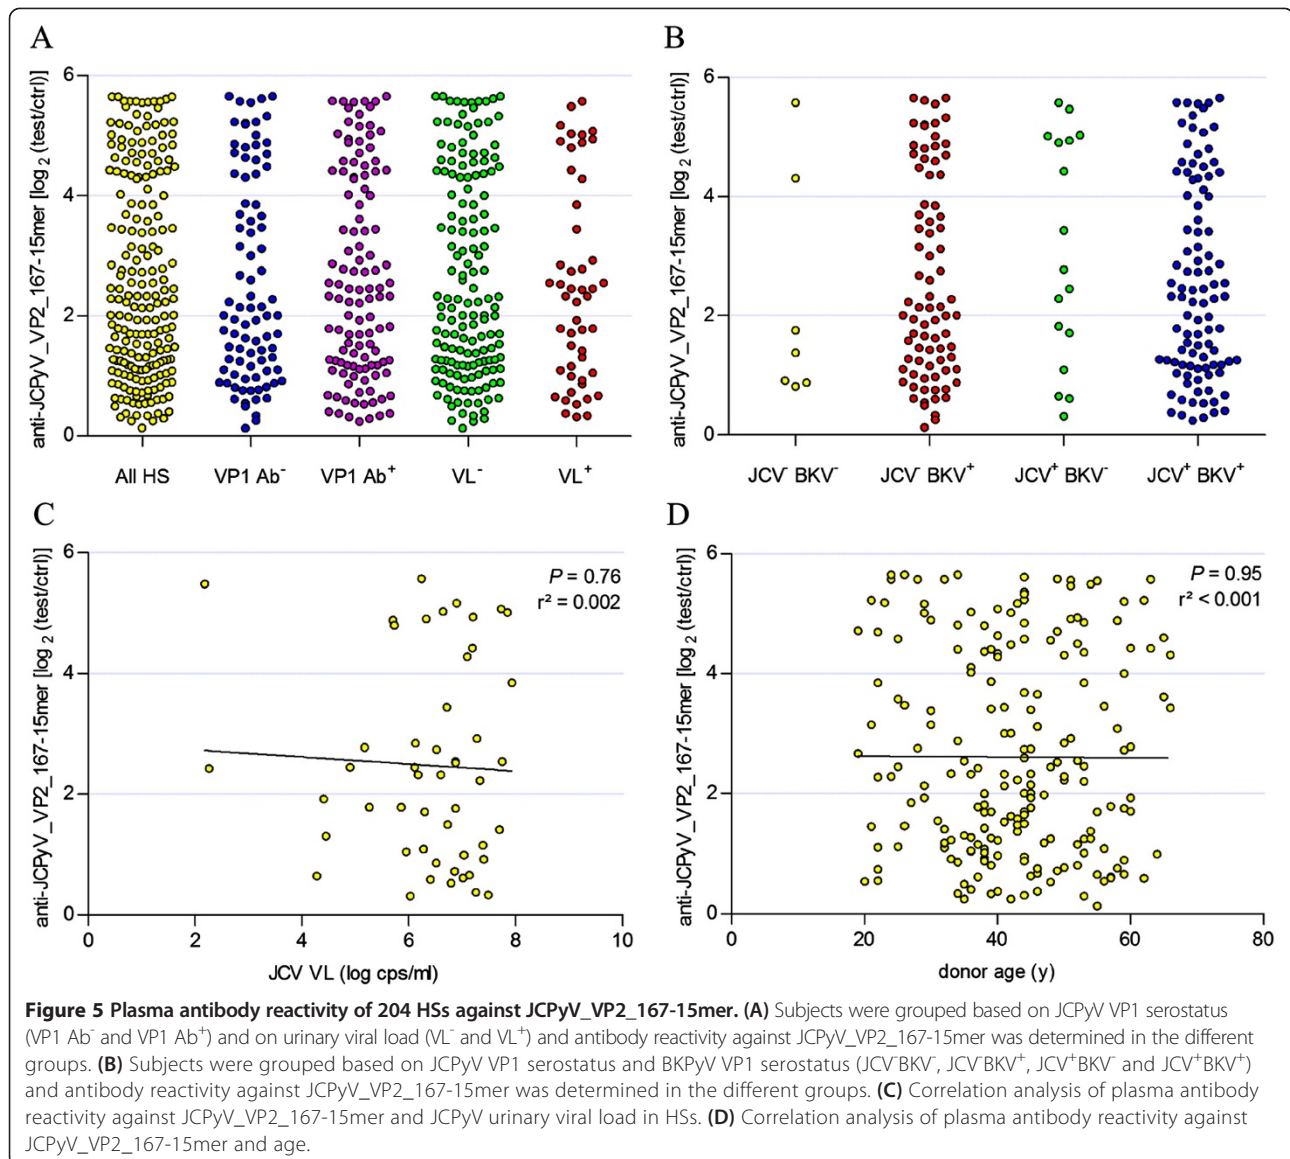 A
anti-JCPyV_VP2_167-15mer [log 2 (test/ctrl)]
6
4
2
0
All HS VP1 Ab- VP1 Ab+ VL- VL+
B
anti-JCPyV_VP2_167-15mer [log 2 (test/ctrl)]
6
4
2
0
JCV- BKV- JCV- BKV+ JCV+ BKV- JCV+ BKV+
C
anti-JCPyV_VP2_167-15mer [log 2 (test/ctrl)]
6
4
2
0
P = 0.76
r² = 0.002
0 2 4 6 8 10
JCV VL (log cps/ml)
D
anti-JCPyV_VP2_167-15mer [log 2 (test/ctrl)]
6
4
2
0
P = 0.95
r² < 0.001
0 20 40 60 80
donor age (y)
Figure 5 Plasma antibody reactivity of 204 HSs against JCPyV_VP2_167-15mer. (A) Subjects were grouped based on JCPyV VP1 serostatus
(VP1 Ab- and VP1 Ab+) and on urinary viral load (VL- and VL+) and antibody reactivity against JCPyV_VP2_167-15mer was determined in the different
groups. (B) Subjects were grouped based on JCPyV VP1 serostatus and BKPyV VP1 serostatus (JCV-BKV-, JCV-BKV+, JCV+BKV- and JCV+BKV+)
and antibody reactivity against JCPyV_VP2_167-15mer was determined in the different groups. (C) Correlation analysis of plasma antibody
reactivity against JCPyV_VP2_167-15mer and JCPyV urinary viral load in HSs. (D) Correlation analysis of plasma antibody reactivity against
JCPyV_VP2_167-15mer and age.